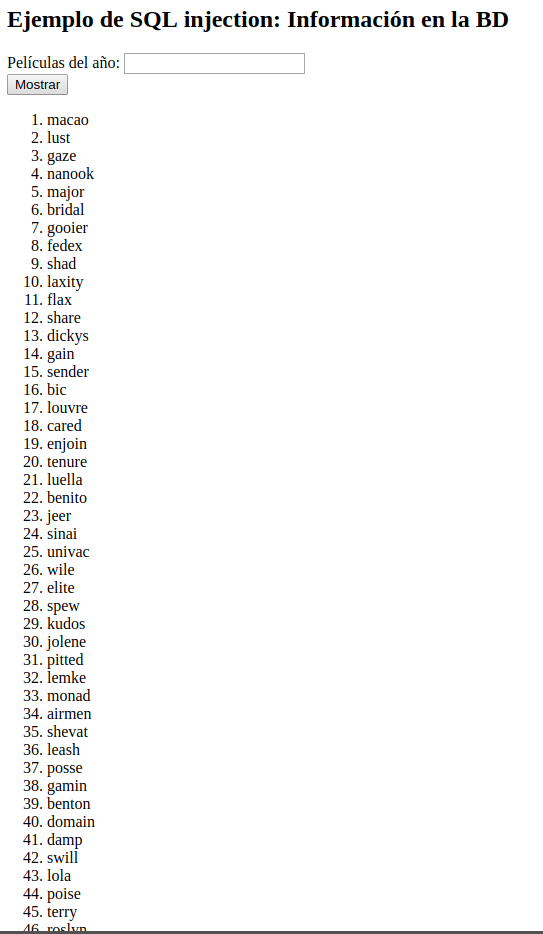 Ejemplo de SQL injection: Información en la BD
Películas del año:
Mostrar
1. macao
2. lust
3. gaze
4. nanook
5. major
6. bridal
7. gooier
8. fedex
9. shad
10. laxity
11. flax
12. share
13. dickys
14. gain
15. sender
16. bic
17. louvre
18. cared
19. enjoin
20. tenure
21. luella
22. benito
23. jeer
24. sinai
25. univac
26. wile
27. elite
28. spew
29. kudos
30. jolene
31. pitted
32. lemke
33. monad
34. airmen
35. shevat
36. leash
37. posse
38. gamin
39. benton
40. domain
41. damp
42. swill
43. lola
44. poise
45. terry
46. roslyn